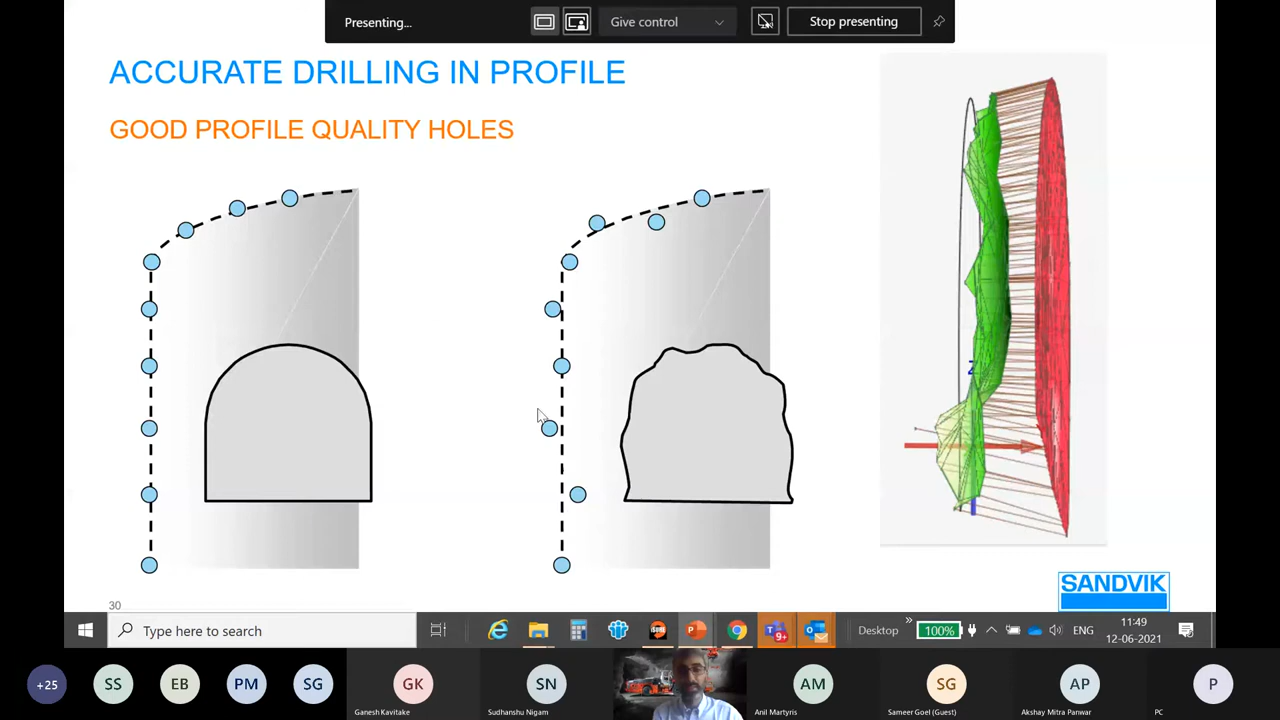 Presenting...
Give control
Stop presenting
ACCURATE DRILLING IN PROFILE
GOOD PROFILE QUALITY HOLES
Z
SANDVIK
30
Type here to search
9+
Desktop
100%
ENG
11:49
12-06-2021
+25
SS
EB
PM
SG
GK
Ganesh Kavitake
SN
Sudhanshu Nigam
AM
Anil Martyris
SG
Sameer Goel (Guest)
AP
Akshay Mitra Panwar
P
PC